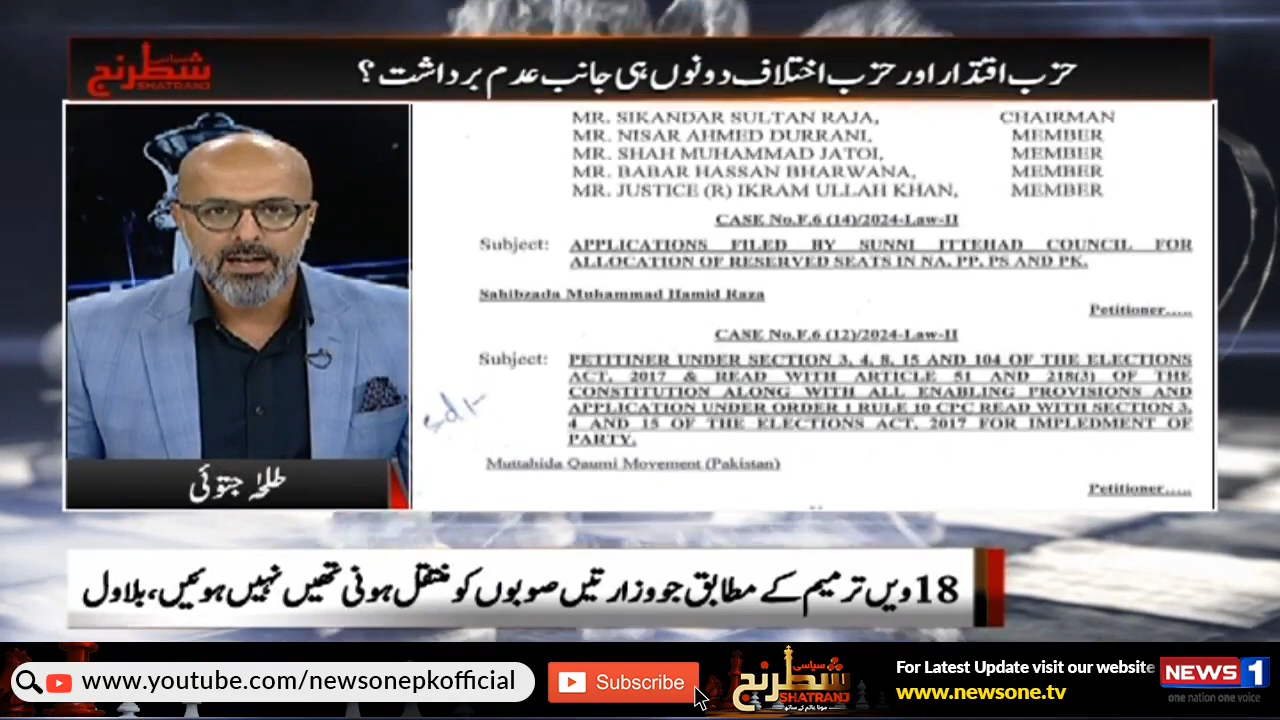 سیاسی
شطرنج
SHATRANJ
حزب اقتدار اور حزب اختلاف دونوں ہی جانب عدم برداشت ؟
MR. SIKANDAR SULTAN RAJA, CHAIRMAN
MR. NISAR AHMED DURRANI, MEMBER
MR. SHAH MUHAMMAD JATOI, MEMBER
MR. BABAR HASSAN BHARWANA, MEMBER
MR. JUSTICE (R) IKRAM ULLAH KHAN, MEMBER
CASE No.F.6 (14)/2024-Law-II
Subject: APPLICATIONS FILED BY SUNNI ITTEHAD COUNCIL FOR
ALLOCATION OF RESERVED SEATS IN NA, PP, PS AND PK.
Sahibzada Muhammad Hamid Raza
Petitioner.....
CASE No.F.6 (12)/2024-Law-II
Subject: PETITINER UNDER SECTION 3, 4, 8, 15 AND 104 OF THE ELECTIONS
ACT, 2017 & READ WITH ARTICLE 51 AND 218(3) OF THE
CONSTITUTION ALONG WITH ALL ENABLING PROVISIONS AND
APPLICATION UNDER ORDER 1 RULE 10 CPC READ WITH SECTION 3,
4 AND 15 OF THE ELECTIONS ACT, 2017 FOR IMPLEDMENT OF
PARTY.
sd/-
Muttahida Qaumi Movement (Pakistan)
Petitioner.....
طلحٰہ جتوئی
18 ویں ترمیم کے مطابق جو وزارتیں صوبوں کو منتقل ہونی تھیں نہیں ہوئیں، بلاول
www.youtube.com/newsonepkofficial
Subscribe
سیاسی
شطرنج
SHATRANJ
For Latest Update visit our website
www.newsone.tv
NEWS 1
one nation one voice